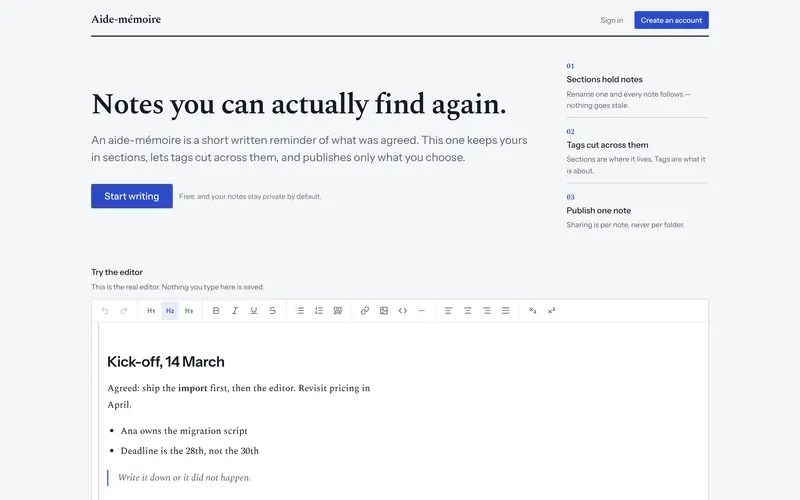 Aide-mémoire
Sign in
Create an account
Notes you can actually find again.
An aide-mémoire is a short written reminder of what was agreed. This one keeps yours
in sections, lets tags cut across them, and publishes only what you choose.
Start writing
Free, and your notes stay private by default.
01
Sections hold notes
Rename one and every note follows —
nothing goes stale.
02
Tags cut across them
Sections are where it lives. Tags are what it
is about.
03
Publish one note
Sharing is per note, never per folder.
Try the editor
This is the real editor. Nothing you type here is saved.
H1 H2 H3 B I U S x₂ x²
Kick-off, 14 March
Agreed: ship the import first, then the editor. Revisit pricing in
April.
• Ana owns the migration script
• Deadline is the 28th, not the 30th
Write it down or it did not happen.